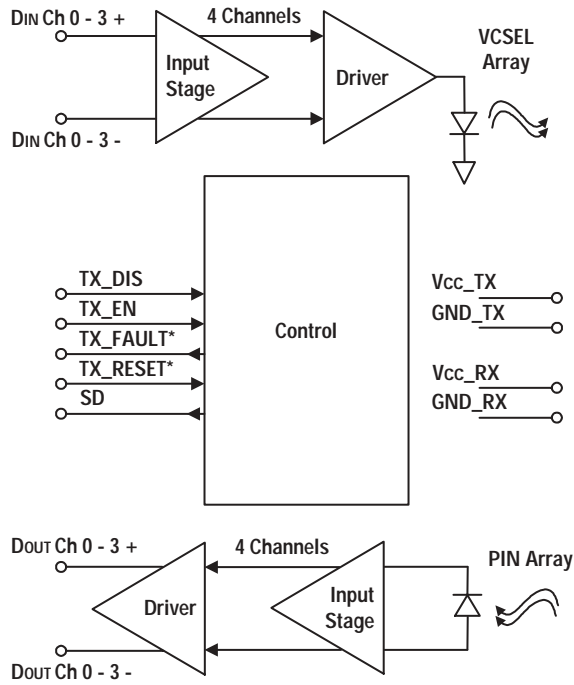 DIN Ch 0 - 3 +
4 Channels
VCSEL
Array
Input
Stage
Driver
DIN Ch 0 - 3 -
TX_DIS
TX_EN
TX_FAULT*
TX_RESET*
SD
Control
VCC_TX
GND_TX
VCC_RX
GND_RX
DOUT Ch 0 - 3 +
4 Channels
PIN Array
Driver
Input
Stage
DOUT Ch 0 - 3 -